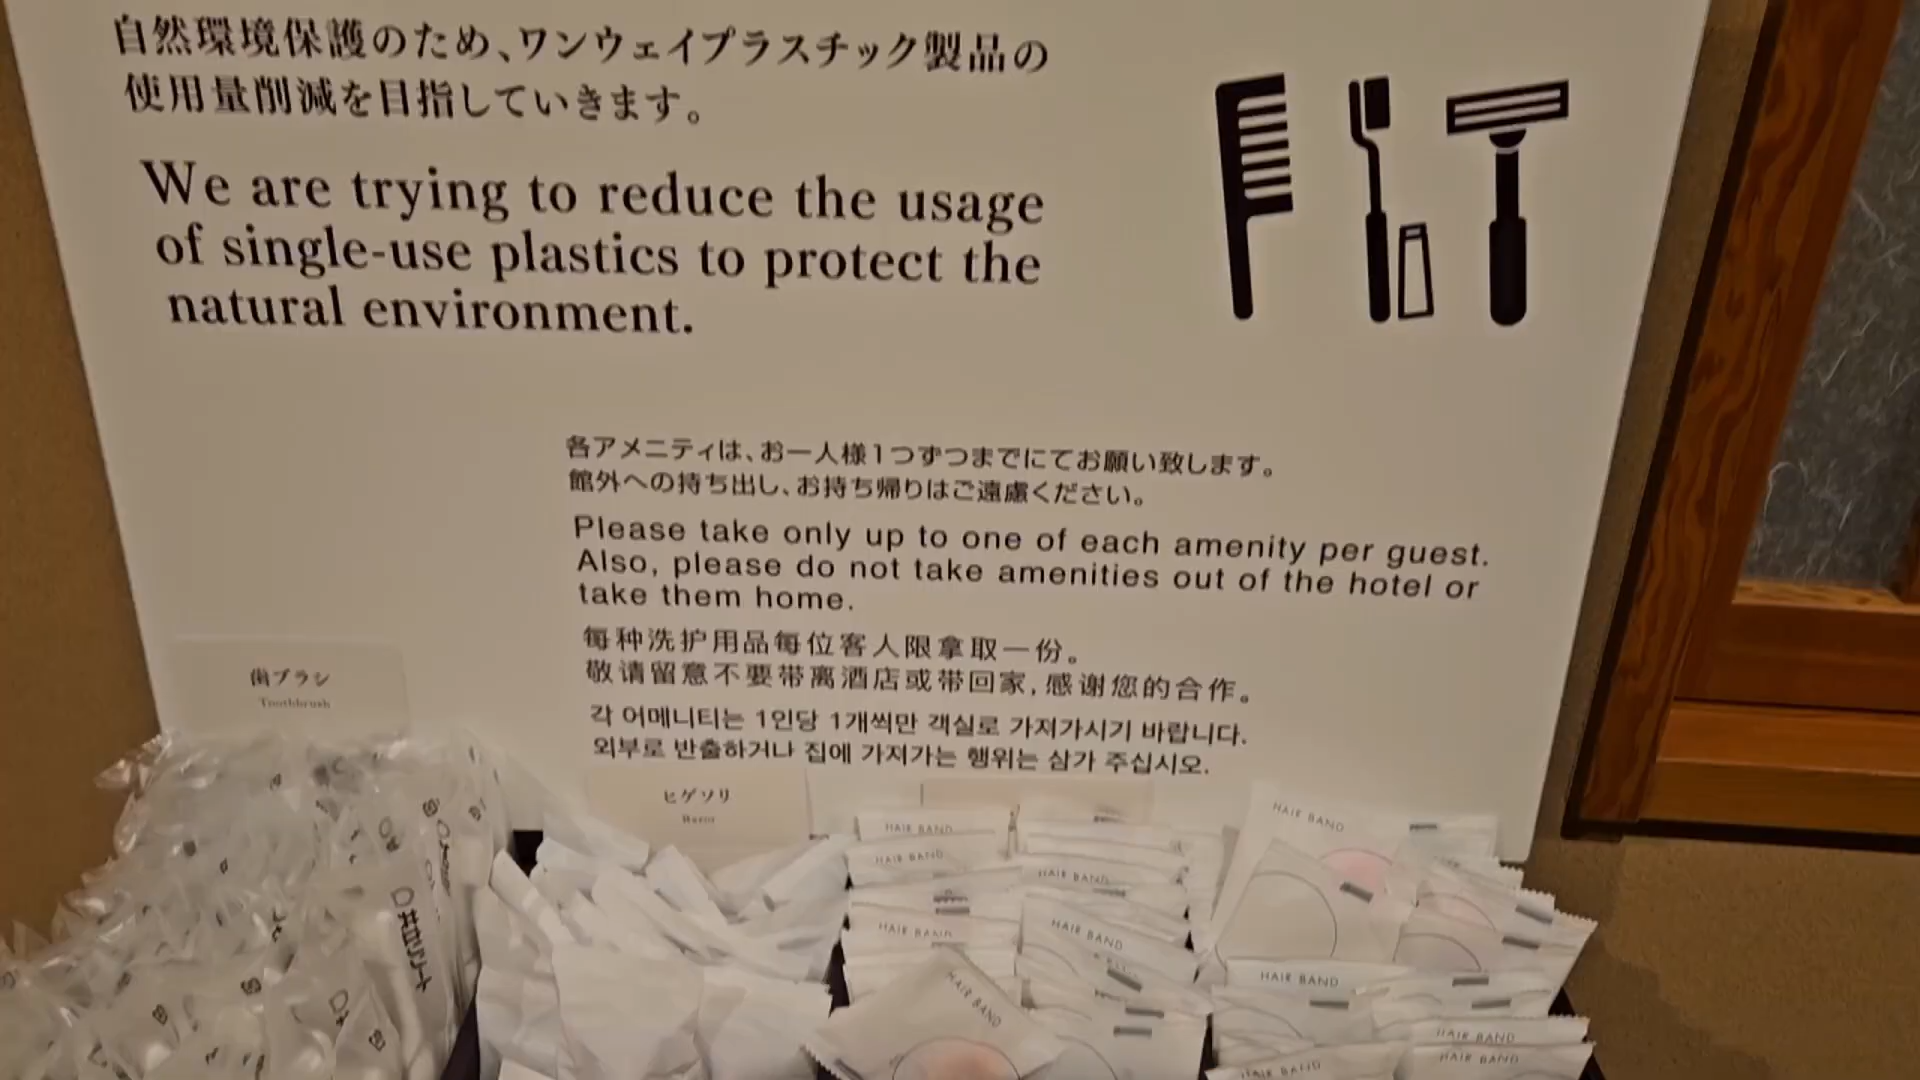 自然環境保護のため、ワンウェイプラスチック製品の
使用量削減を目指していきます。
We are trying to reduce the usage
of single-use plastics to protect the
natural environment.
各アメニティは、お一人様1つずつまでにてお願い致します。
館外への持ち出し、お持ち帰りはご遠慮ください。
Please take only up to one of each amenity per guest.
Also, please do not take amenities out of the hotel or
take them home.
每种洗护用品每位客人限拿取一份。
敬请留意不要带离酒店或带回家,感谢您的合作。
각 어메니티는 1인당 1개씩만 객실로 가져가시기 바랍니다.
외부로 반출하거나 집에 가져가는 행위는 삼가 주십시오.
歯ブラシ
Toothbrush
ヒゲソリ
Razor
HAIR BAND
HAIR BAND
HAIR BAND
HAIR BAND
HAIR BAND
HAIR BAND
HAIR BAND
HAIR BAND
HAIR BAND
HAIR BAND
HAIR BAND